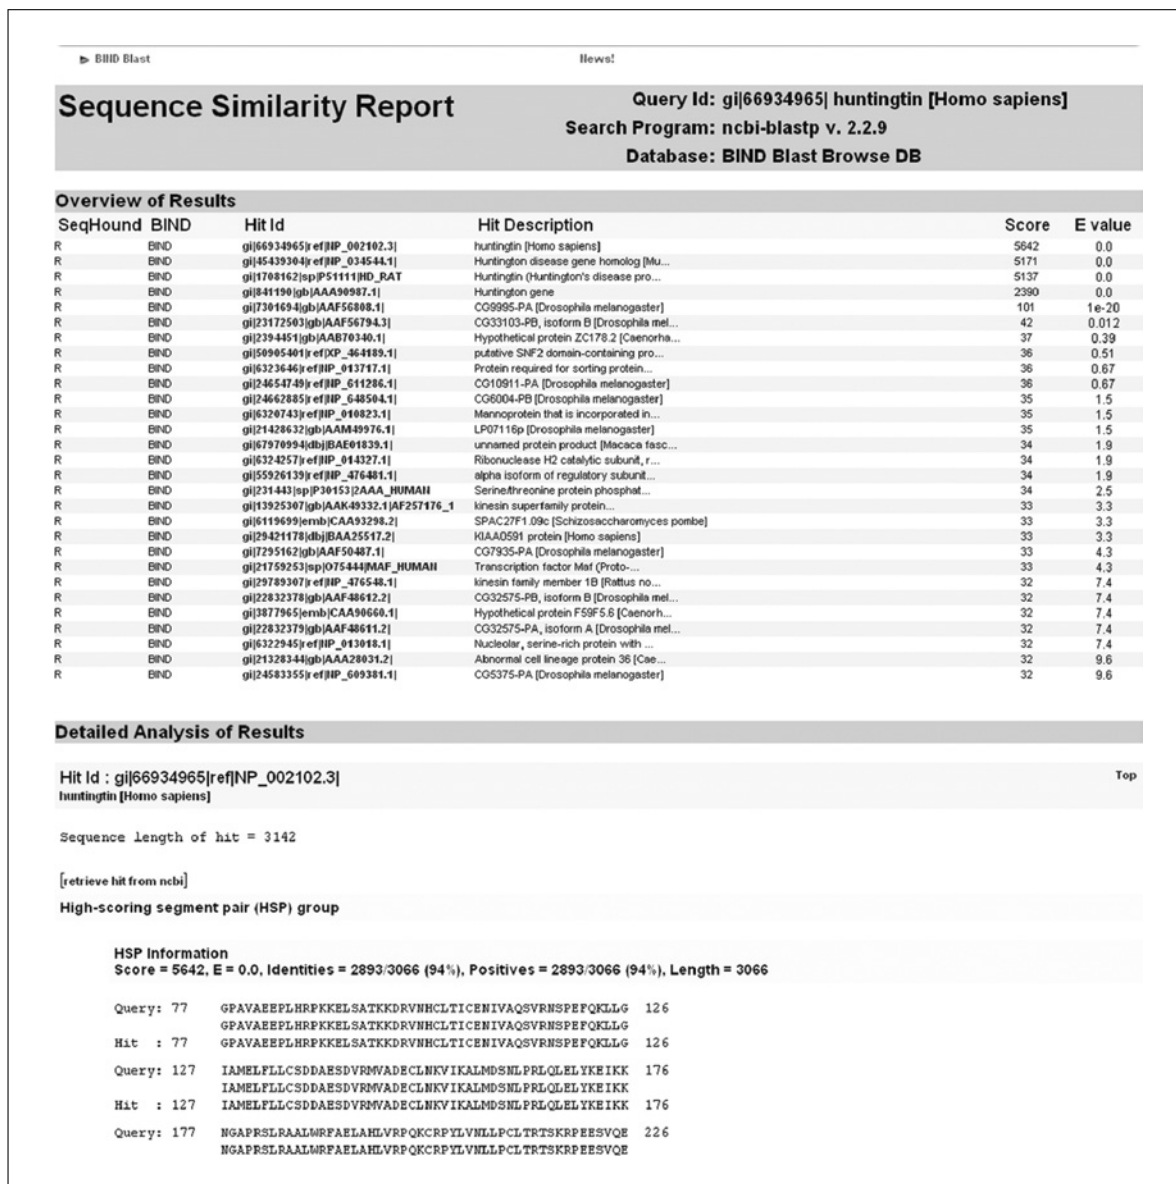 BIND Blast News!
Sequence Similarity Report
Query Id: gi|66934965| huntingtin [Homo sapiens]
Search Program: ncbi-blastp v. 2.2.9
Database: BIND Blast Browse DB
Overview of Results
SeqHound BIND Hit Id Hit Description Score E value
R BIND gi|66934965|ref|NP_002102.3| huntingtin [Homo sapiens] 5642 0.0
R BIND gi|45439304|ref|NP_034544.1| Huntington disease gene homolog [Mu... 5171 0.0
R BIND gi|1708162|sp|P51111|HD_RAT Huntingtin (Huntington's disease pro... 5137 0.0
R BIND gi|841190|gb|AAA90987.1| Huntington gene 2390 0.0
R BIND gi|7301694|gb|AAF56808.1| CG9995-PA [Drosophila melanogaster] 101 1e-20
R BIND gi|23172503|gb|AAF56794.3| CG33103-PB, isoform B [Drosophila mel... 42 0.012
R BIND gi|2394451|gb|AAB70340.1| Hypothetical protein ZC178.2 [Caenorha... 37 0.39
R BIND gi|50905401|ref|XP_464189.1| putative SNF2 domain-containing pro... 36 0.51
R BIND gi|6323646|ref|NP_013717.1| Protein required for sorting protein... 36 0.67
R BIND gi|24654749|ref|NP_611286.1| CG10911-PA [Drosophila melanogaster] 36 0.67
R BIND gi|24662885|ref|NP_648504.1| CG6004-PB [Drosophila melanogaster] 35 1.5
R BIND gi|6320743|ref|NP_010823.1| Mannoprotein that is incorporated in... 35 1.5
R BIND gi|21428632|gb|AAM49976.1| LP07116p [Drosophila melanogaster] 35 1.5
R BIND gi|67970994|dbj|BAE01839.1| unnamed protein product [Macaca fasc... 34 1.9
R BIND gi|6324257|ref|NP_014327.1| Ribonuclease H2 catalytic subunit, r... 34 1.9
R BIND gi|55926139|ref|NP_476481.1| alpha isoform of regulatory subunit... 34 1.9
R BIND gi|231443|sp|P30153|2AAA_HUMAN Serine/threonine protein phosphat... 34 2.5
R BIND gi|13925307|gb|AAK49332.1|AF257176_1 kinesin superfamily protein... 33 3.3
R BIND gi|6119699|emb|CAA93298.2| SPAC27F1.09c [Schizosaccharomyces pombe] 33 3.3
R BIND gi|29421178|dbj|BAA25517.2| KIAA0591 protein [Homo sapiens] 33 3.3
R BIND gi|7295162|gb|AAF50487.1| CG7935-PA [Drosophila melanogaster] 33 4.3
R BIND gi|21759253|sp|O75444|MAF_HUMAN Transcription factor Maf (Proto-... 33 4.3
R BIND gi|29789307|ref|NP_476548.1| kinesin family member 1B [Rattus no... 32 7.4
R BIND gi|22832378|gb|AAF48612.2| CG32575-PB, isoform B [Drosophila mel... 32 7.4
R BIND gi|3877965|emb|CAA90660.1| Hypothetical protein F59F5.6 [Caenorh... 32 7.4
R BIND gi|22832379|gb|AAF48611.2| CG32575-PA, isoform A [Drosophila mel... 32 7.4
R BIND gi|6322945|ref|NP_013018.1| Nucleolar, serine-rich protein with ... 32 7.4
R BIND gi|21328344|gb|AAA28031.2| Abnormal cell lineage protein 36 [Cae... 32 9.6
R BIND gi|24583355|ref|NP_609381.1| CG5375-PA [Drosophila melanogaster] 32 9.6
Detailed Analysis of Results
Hit Id : gi|66934965|ref|NP_002102.3| Top
huntingtin [Homo sapiens]
Sequence length of hit = 3142
[retrieve hit from ncbi]
High-scoring segment pair (HSP) group
HSP Information
Score = 5642, E = 0.0, Identities = 2893/3066 (94%), Positives = 2893/3066 (94%), Length = 3066
Query: 77 GPAVAEEPLHRPKKELSATKKDRVNHCLTICENIVAQSVRNSPEFQKLLG 126
GPAVAEEPLHRPKKELSATKKDRVNHCLTICENIVAQSVRNSPEFQKLLG
Hit : 77 GPAVAEEPLHRPKKELSATKKDRVNHCLTICENIVAQSVRNSPEFQKLLG 126
Query: 127 IAMELFLLCSDDAESDVRMVADECLNKVIKALMDSNLPRLQLELYKEIKK 176
IAMELFLLCSDDAESDVRMVADECLNKVIKALMDSNLPRLQLELYKEIKK
Hit : 127 IAMELFLLCSDDAESDVRMVADECLNKVIKALMDSNLPRLQLELYKEIKK 176
Query: 177 NGAPRSLRAALWRFAELAHLVRPQKCRPYLVNLLPCLTRTSKRPEESVQE 226
NGAPRSLRAALWRFAELAHLVRPQKCRPYLVNLLPCLTRTSKRPEESVQE